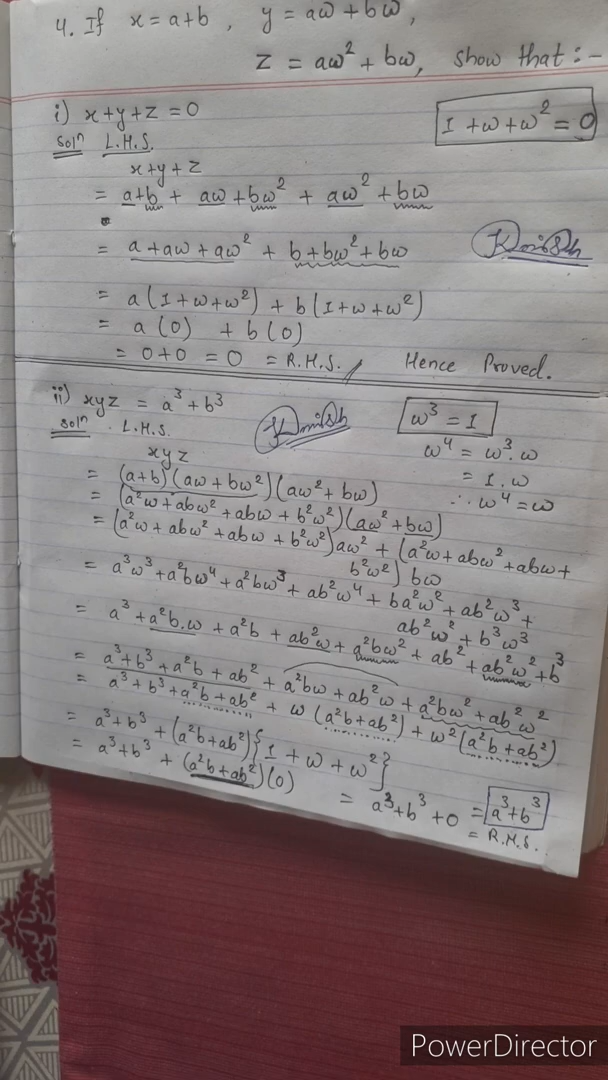 4. If x = a+b , y = aω + bω,
z = aω² + bω, show that :-
i) x+y+z = 0
1 + ω + ω² = 0
Solⁿ L.H.S.
x+y+z
= a+b + aω + bω² + aω² + bω
= a + aω + aω² + b + bω² + bω
= a(1+ω+ω²) + b(1+ω+ω²)
= a(0) + b(0)
= 0+0 = 0 = R.H.S. Hence Proved.
ii) xyz = a³ + b³
ω³ = 1
solⁿ . L.H.S.
ω⁴ = ω³.ω
xyz
= 1.ω
= (a+b)(aω+bω²)(aω²+bω)
∴ ω⁴ = ω
= (a²ω + abω² + abω + b²ω²)(aω² + bω)
= (a²ω + abω² + abω + b²ω²)aω² + (a²ω + abω² + abω +
b²ω²) bω
= a³ω³ + a²bω⁴ + a²bω³ + ab²ω⁴ + ba²ω² + ab²ω³ +
ab²ω² + b³ω³
= a³ + a²b.ω + a²b + ab²ω + a²bω² + ab² + ab²ω² + b³
= a³+b³ + a²b + ab² + a²bω + ab²ω + a²bω² + ab²ω²
= a³+b³ + a²b + ab² + ω(a²b+ab²) + ω²(a²b+ab²)
= a³+b³ + (a²b+ab²){1 + ω + ω²}
= a³+b³ + (a²b+ab²)(0)
= a³+b³+0 = a³+b³
= R.H.S.
PowerDirector